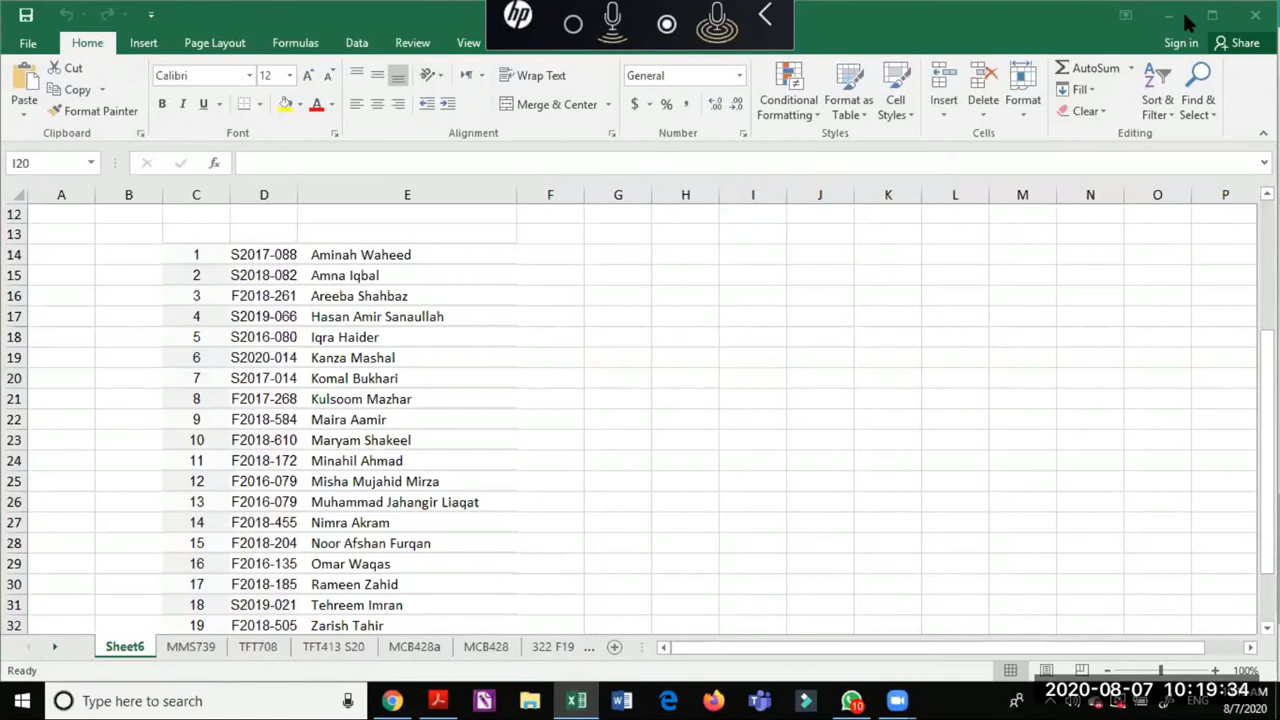 hp
File Home Insert Page Layout Formulas Data Review View Sign in Share
Cut
Copy
Format Painter
Paste
Clipboard
Calibri 12
B I U
Font
Wrap Text
Merge & Center
Alignment
General
$ % ,
Number
Conditional Formatting
Format as Table
Cell Styles
Styles
Insert Delete Format
Cells
AutoSum
Fill
Clear
Sort & Filter
Find & Select
Editing
I20 fx
A B C D E F G H I J K L M N O P
12
13
14 1 S2017-088 Aminah Waheed
15 2 S2018-082 Amna Iqbal
16 3 F2018-261 Areeba Shahbaz
17 4 S2019-066 Hasan Amir Sanaullah
18 5 S2016-080 Iqra Haider
19 6 S2020-014 Kanza Mashal
20 7 S2017-014 Komal Bukhari
21 8 F2017-268 Kulsoom Mazhar
22 9 F2018-584 Maira Aamir
23 10 F2018-610 Maryam Shakeel
24 11 F2018-172 Minahil Ahmad
25 12 F2016-079 Misha Mujahid Mirza
26 13 F2016-079 Muhammad Jahangir Liaqat
27 14 F2018-455 Nimra Akram
28 15 F2018-204 Noor Afshan Furqan
29 16 F2016-135 Omar Waqas
30 17 F2018-185 Rameen Zahid
31 18 S2019-021 Tehreem Imran
32 19 F2018-505 Zarish Tahir
Sheet6 MMS739 TFT708 TFT413 S20 MCB428a MCB428 322 F19 ...
Ready 100%
Type here to search
10
2020-08-07 10:19:34 AM
ENG 8/7/2020